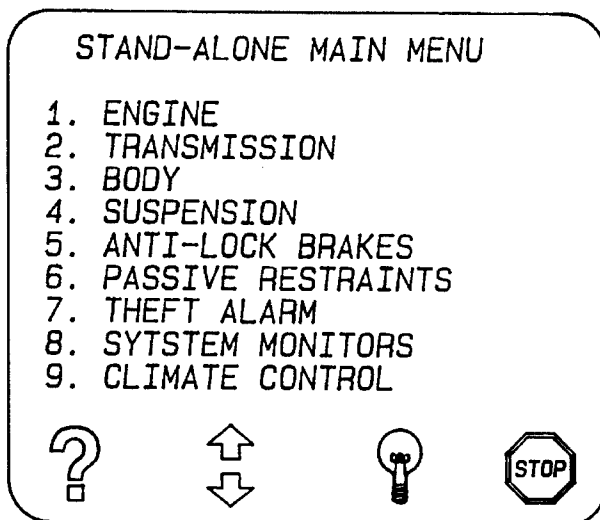 STAND-ALONE MAIN MENU
1. ENGINE
2. TRANSMISSION
3. BODY
4. SUSPENSION
5. ANTI-LOCK BRAKES
6. PASSIVE RESTRAINTS
7. THEFT ALARM
8. SYTSTEM MONITORS
9. CLIMATE CONTROL
?
STOP